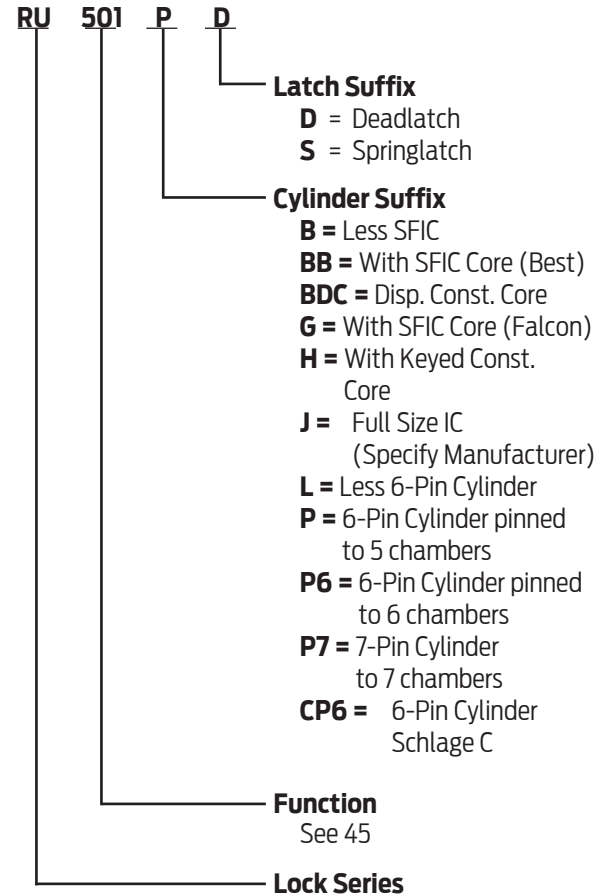 RU 501 P D
Latch Suffix
D = Deadlatch
S = Springlatch
Cylinder Suffix
B = Less SFIC
BB = With SFIC Core (Best)
BDC = Disp. Const. Core
G = With SFIC Core (Falcon)
H = With Keyed Const.
Core
J = Full Size IC
(Specify Manufacturer)
L = Less 6-Pin Cylinder
P = 6-Pin Cylinder pinned
to 5 chambers
P6 = 6-Pin Cylinder pinned
to 6 chambers
P7 = 7-Pin Cylinder
to 7 chambers
CP6 = 6-Pin Cylinder
Schlage C
Function
See 45
Lock Series